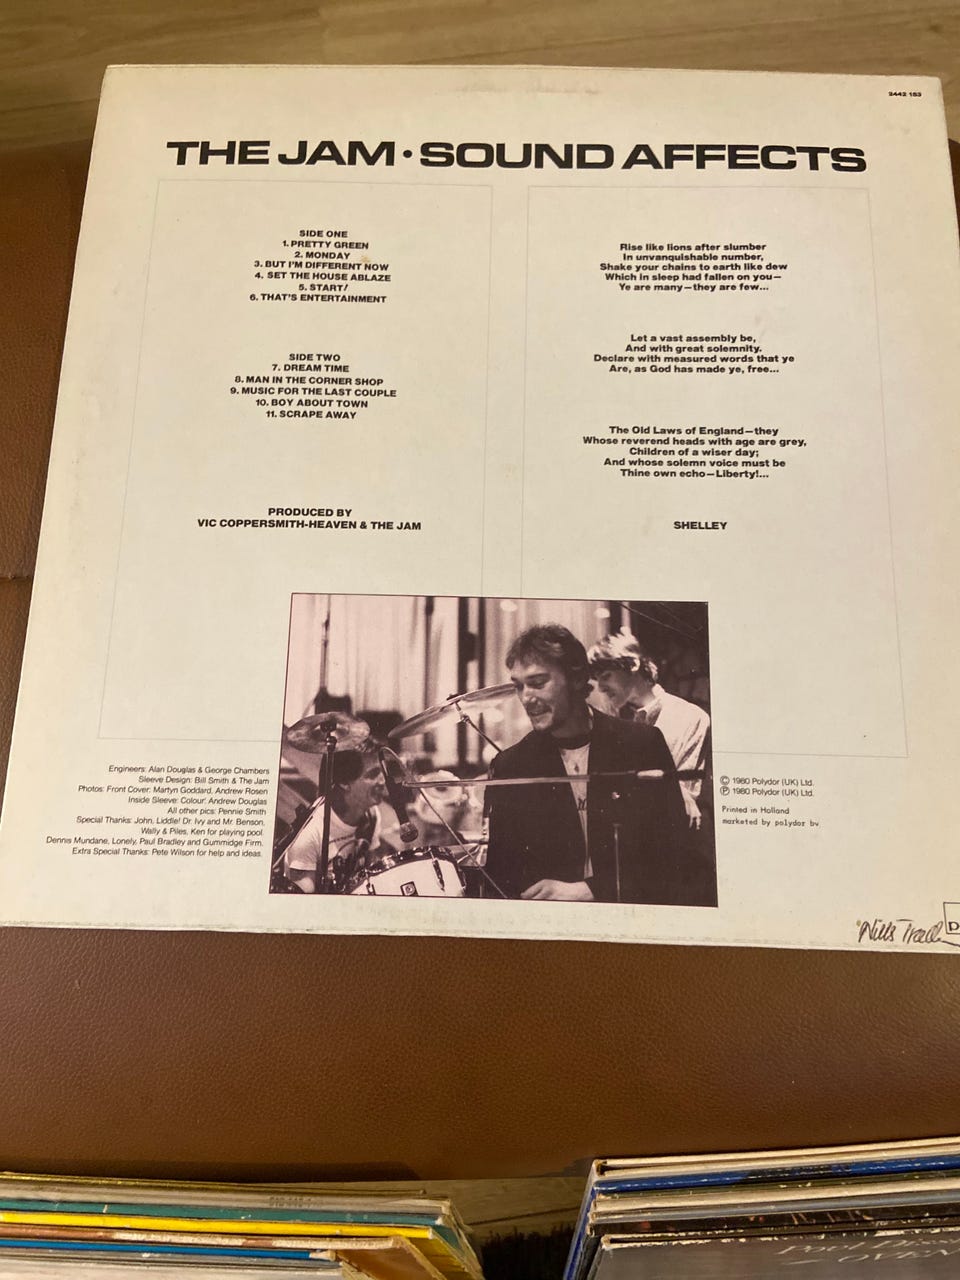 2442 153
THE JAM • SOUND AFFECTS
SIDE ONE
1. PRETTY GREEN
2. MONDAY
3. BUT I'M DIFFERENT NOW
4. SET THE HOUSE ABLAZE
5. START!
6. THAT'S ENTERTAINMENT
SIDE TWO
7. DREAM TIME
8. MAN IN THE CORNER SHOP
9. MUSIC FOR THE LAST COUPLE
10. BOY ABOUT TOWN
11. SCRAPE AWAY
PRODUCED BY
VIC COPPERSMITH-HEAVEN & THE JAM
Rise like lions after slumber
In unvanquishable number,
Shake your chains to earth like dew
Which in sleep had fallen on you—
Ye are many—they are few...
Let a vast assembly be,
And with great solemnity.
Declare with measured words that ye
Are, as God has made ye, free...
The Old Laws of England—they
Whose reverend heads with age are grey,
Children of a wiser day;
And whose solemn voice must be
Thine own echo—Liberty!...
SHELLEY
Engineers: Alan Douglas & George Chambers
Sleeve Design: Bill Smith & The Jam
Photos: Front Cover: Martyn Goddard, Andrew Rosen
Inside Sleeve: Colour: Andrew Douglas
All other pics: Pennie Smith
Special Thanks: John, Liddle! Dr. Ivy and Mr. Benson,
Wally & Piles, Ken for playing pool.
Dennis Mundane, Lonely, Paul Bradley and Gummidge Firm.
Extra Special Thanks: Pete Wilson for help and ideas.
© 1980 Polydor (UK) Ltd.
℗ 1980 Polydor (UK) Ltd.
Printed in Holland
marketed by polydor bv
D